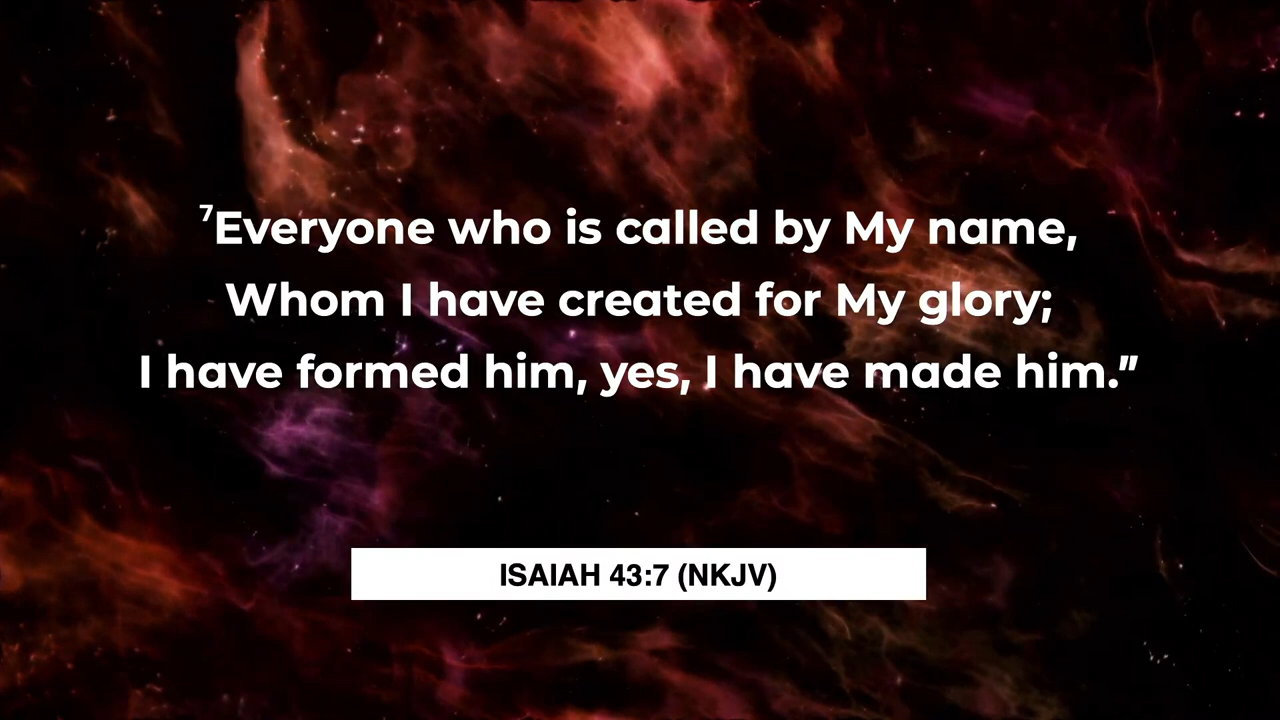 ⁷Everyone who is called by My name,
Whom I have created for My glory;
I have formed him, yes, I have made him.”
ISAIAH 43:7 (NKJV)